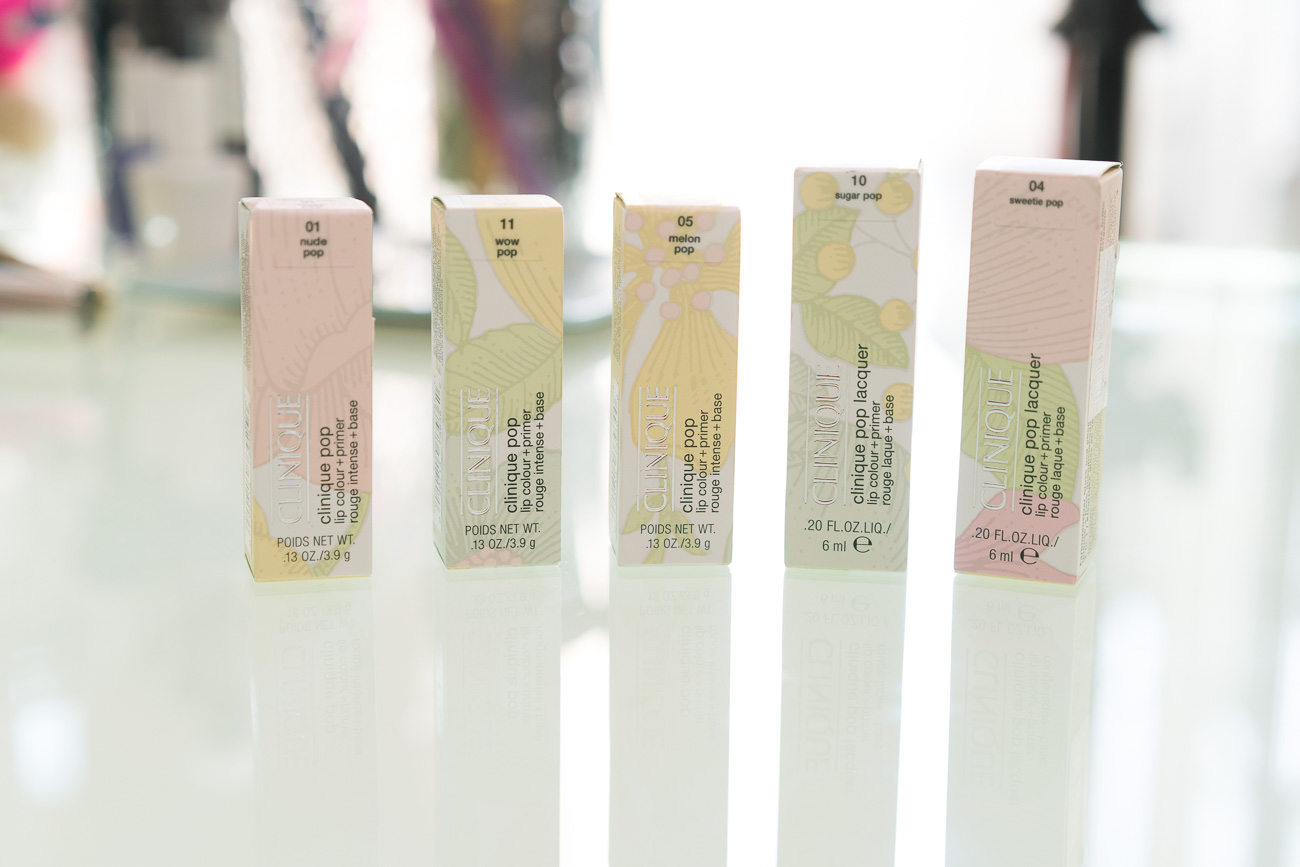 01
nude
pop
CLINIQUE
clinique pop
lip colour+primer
rouge intense+base
POIDS NET WT.
.13 OZ./3.9 g
11
wow
pop
CLINIQUE
clinique pop
lip colour+primer
rouge intense+base
POIDS NET WT.
.13 OZ./3.9 g
05
melon
pop
CLINIQUE
clinique pop
lip colour+primer
rouge intense+base
POIDS NET WT.
.13 OZ./3.9 g
10
sugar pop
CLINIQUE
clinique pop lacquer
lip colour+primer
rouge laque+base
.20 FL.OZ.LIQ./
6 ml ℮
04
sweetie pop
CLINIQUE
clinique pop lacquer
lip colour+primer
rouge laque+base
.20 FL.OZ.LIQ./
6 ml ℮